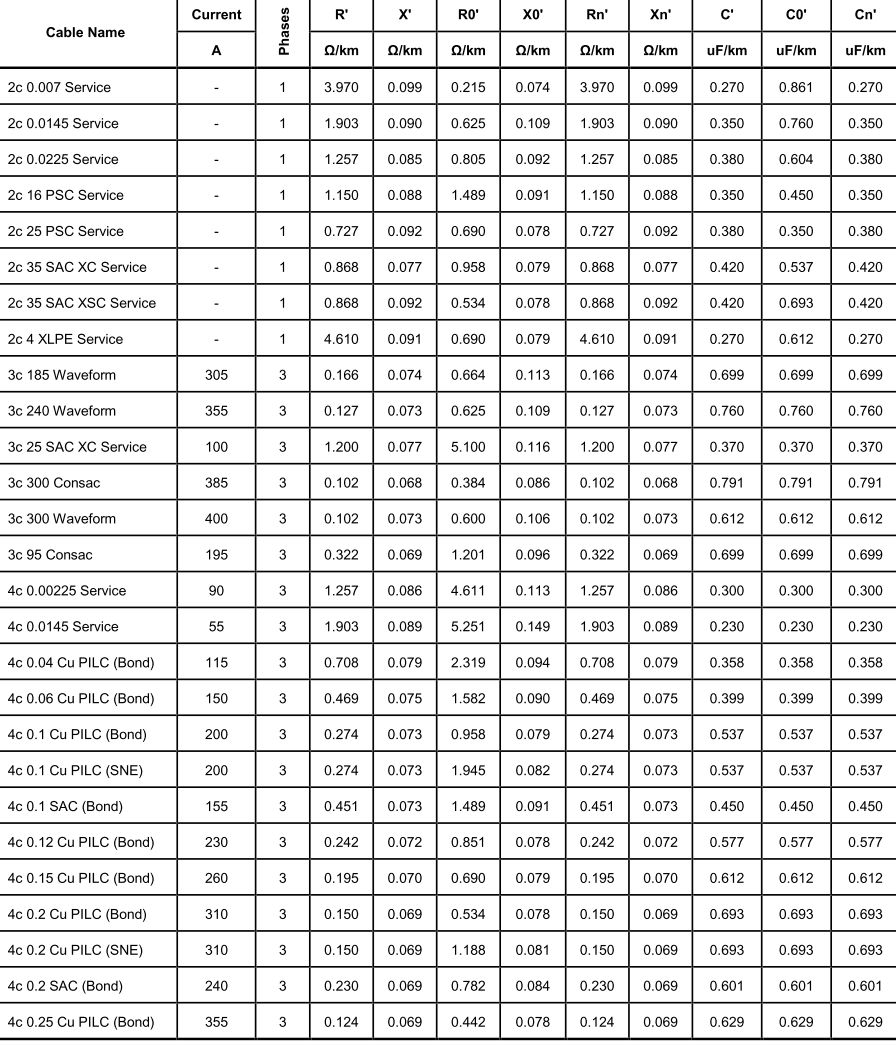 Cable Name Current Phases R' X' R0' X0' Rn' Xn' C' C0' Cn'
A Ω/km Ω/km Ω/km Ω/km Ω/km Ω/km uF/km uF/km uF/km
2c 0.007 Service - 1 3.970 0.099 0.215 0.074 3.970 0.099 0.270 0.861 0.270
2c 0.0145 Service - 1 1.903 0.090 0.625 0.109 1.903 0.090 0.350 0.760 0.350
2c 0.0225 Service - 1 1.257 0.085 0.805 0.092 1.257 0.085 0.380 0.604 0.380
2c 16 PSC Service - 1 1.150 0.088 1.489 0.091 1.150 0.088 0.350 0.450 0.350
2c 25 PSC Service - 1 0.727 0.092 0.690 0.078 0.727 0.092 0.380 0.350 0.380
2c 35 SAC XC Service - 1 0.868 0.077 0.958 0.079 0.868 0.077 0.420 0.537 0.420
2c 35 SAC XSC Service - 1 0.868 0.092 0.534 0.078 0.868 0.092 0.420 0.693 0.420
2c 4 XLPE Service - 1 4.610 0.091 0.690 0.079 4.610 0.091 0.270 0.612 0.270
3c 185 Waveform 305 3 0.166 0.074 0.664 0.113 0.166 0.074 0.699 0.699 0.699
3c 240 Waveform 355 3 0.127 0.073 0.625 0.109 0.127 0.073 0.760 0.760 0.760
3c 25 SAC XC Service 100 3 1.200 0.077 5.100 0.116 1.200 0.077 0.370 0.370 0.370
3c 300 Consac 385 3 0.102 0.068 0.384 0.086 0.102 0.068 0.791 0.791 0.791
3c 300 Waveform 400 3 0.102 0.073 0.600 0.106 0.102 0.073 0.612 0.612 0.612
3c 95 Consac 195 3 0.322 0.069 1.201 0.096 0.322 0.069 0.699 0.699 0.699
4c 0.00225 Service 90 3 1.257 0.086 4.611 0.113 1.257 0.086 0.300 0.300 0.300
4c 0.0145 Service 55 3 1.903 0.089 5.251 0.149 1.903 0.089 0.230 0.230 0.230
4c 0.04 Cu PILC (Bond) 115 3 0.708 0.079 2.319 0.094 0.708 0.079 0.358 0.358 0.358
4c 0.06 Cu PILC (Bond) 150 3 0.469 0.075 1.582 0.090 0.469 0.075 0.399 0.399 0.399
4c 0.1 Cu PILC (Bond) 200 3 0.274 0.073 0.958 0.079 0.274 0.073 0.537 0.537 0.537
4c 0.1 Cu PILC (SNE) 200 3 0.274 0.073 1.945 0.082 0.274 0.073 0.537 0.537 0.537
4c 0.1 SAC (Bond) 155 3 0.451 0.073 1.489 0.091 0.451 0.073 0.450 0.450 0.450
4c 0.12 Cu PILC (Bond) 230 3 0.242 0.072 0.851 0.078 0.242 0.072 0.577 0.577 0.577
4c 0.15 Cu PILC (Bond) 260 3 0.195 0.070 0.690 0.079 0.195 0.070 0.612 0.612 0.612
4c 0.2 Cu PILC (Bond) 310 3 0.150 0.069 0.534 0.078 0.150 0.069 0.693 0.693 0.693
4c 0.2 Cu PILC (SNE) 310 3 0.150 0.069 1.188 0.081 0.150 0.069 0.693 0.693 0.693
4c 0.2 SAC (Bond) 240 3 0.230 0.069 0.782 0.084 0.230 0.069 0.601 0.601 0.601
4c 0.25 Cu PILC (Bond) 355 3 0.124 0.069 0.442 0.078 0.124 0.069 0.629 0.629 0.629